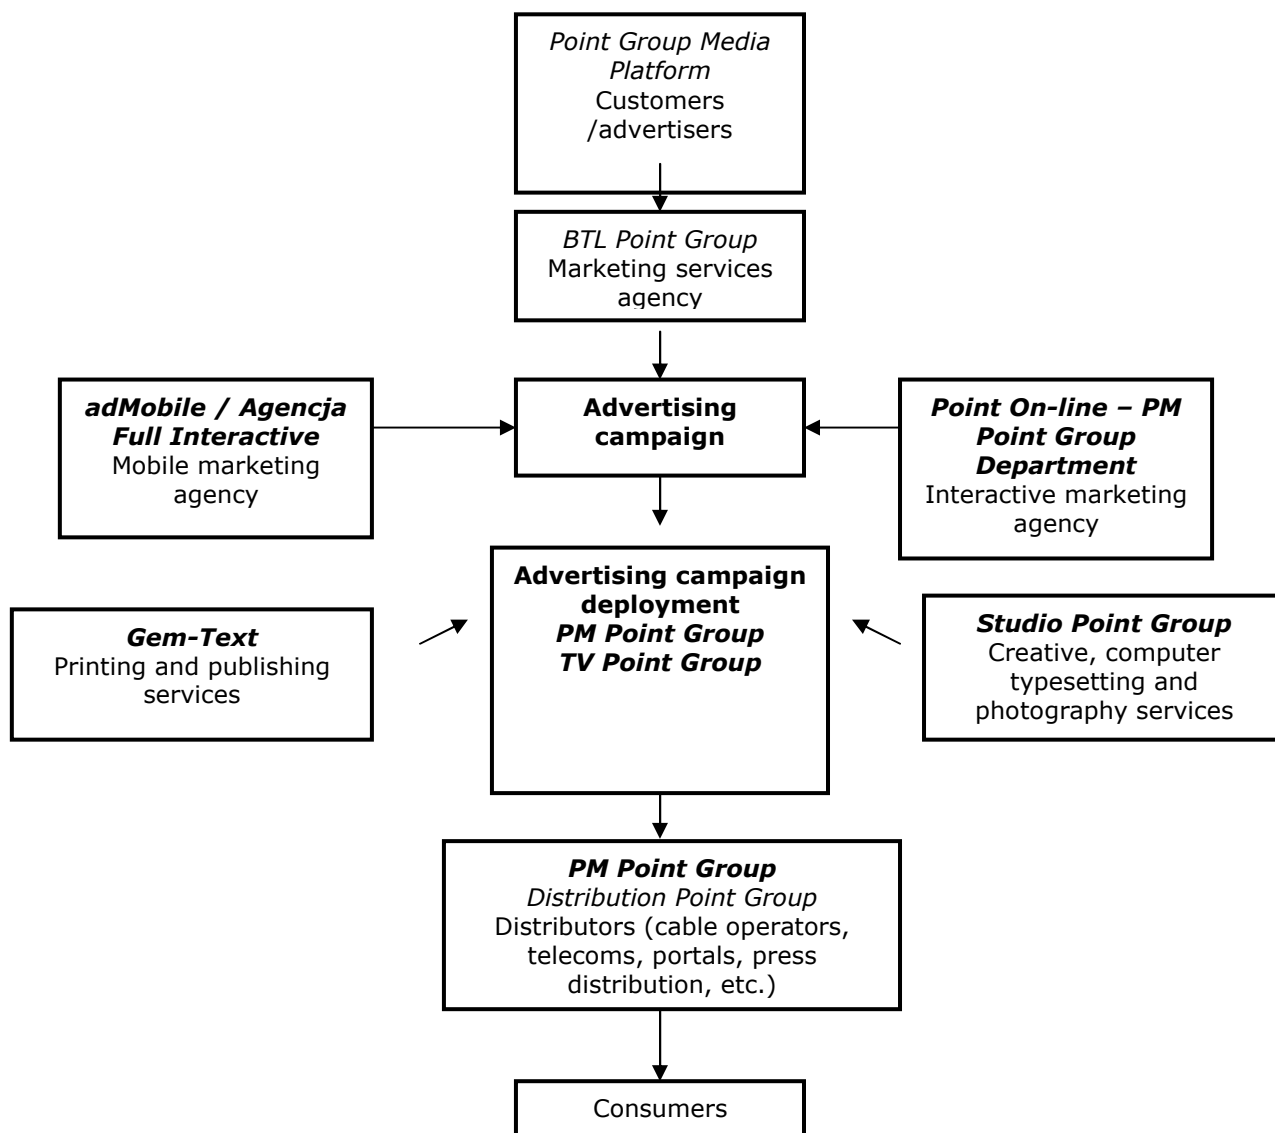 Point Group Media
Platform
Customers
/advertisers
BTL Point Group
Marketing services
agency
adMobile / Agencja
Full Interactive
Mobile marketing
agency
Advertising
campaign
Point On-line – PM
Point Group
Department
Interactive marketing
agency
Gem-Text
Printing and publishing
services
Advertising campaign
deployment
PM Point Group
TV Point Group
Studio Point Group
Creative, computer
typesetting and
photography services
PM Point Group
Distribution Point Group
Distributors (cable operators,
telecoms, portals, press
distribution, etc.)
Consumers